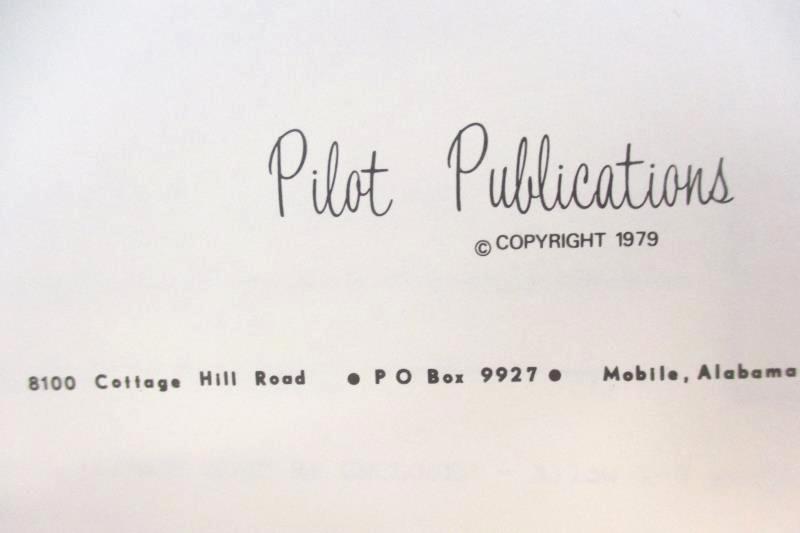 Pilot Publications
© COPYRIGHT 1979
8100 Cottage Hill Road ● P O Box 9927 ● Mobile, Alabama